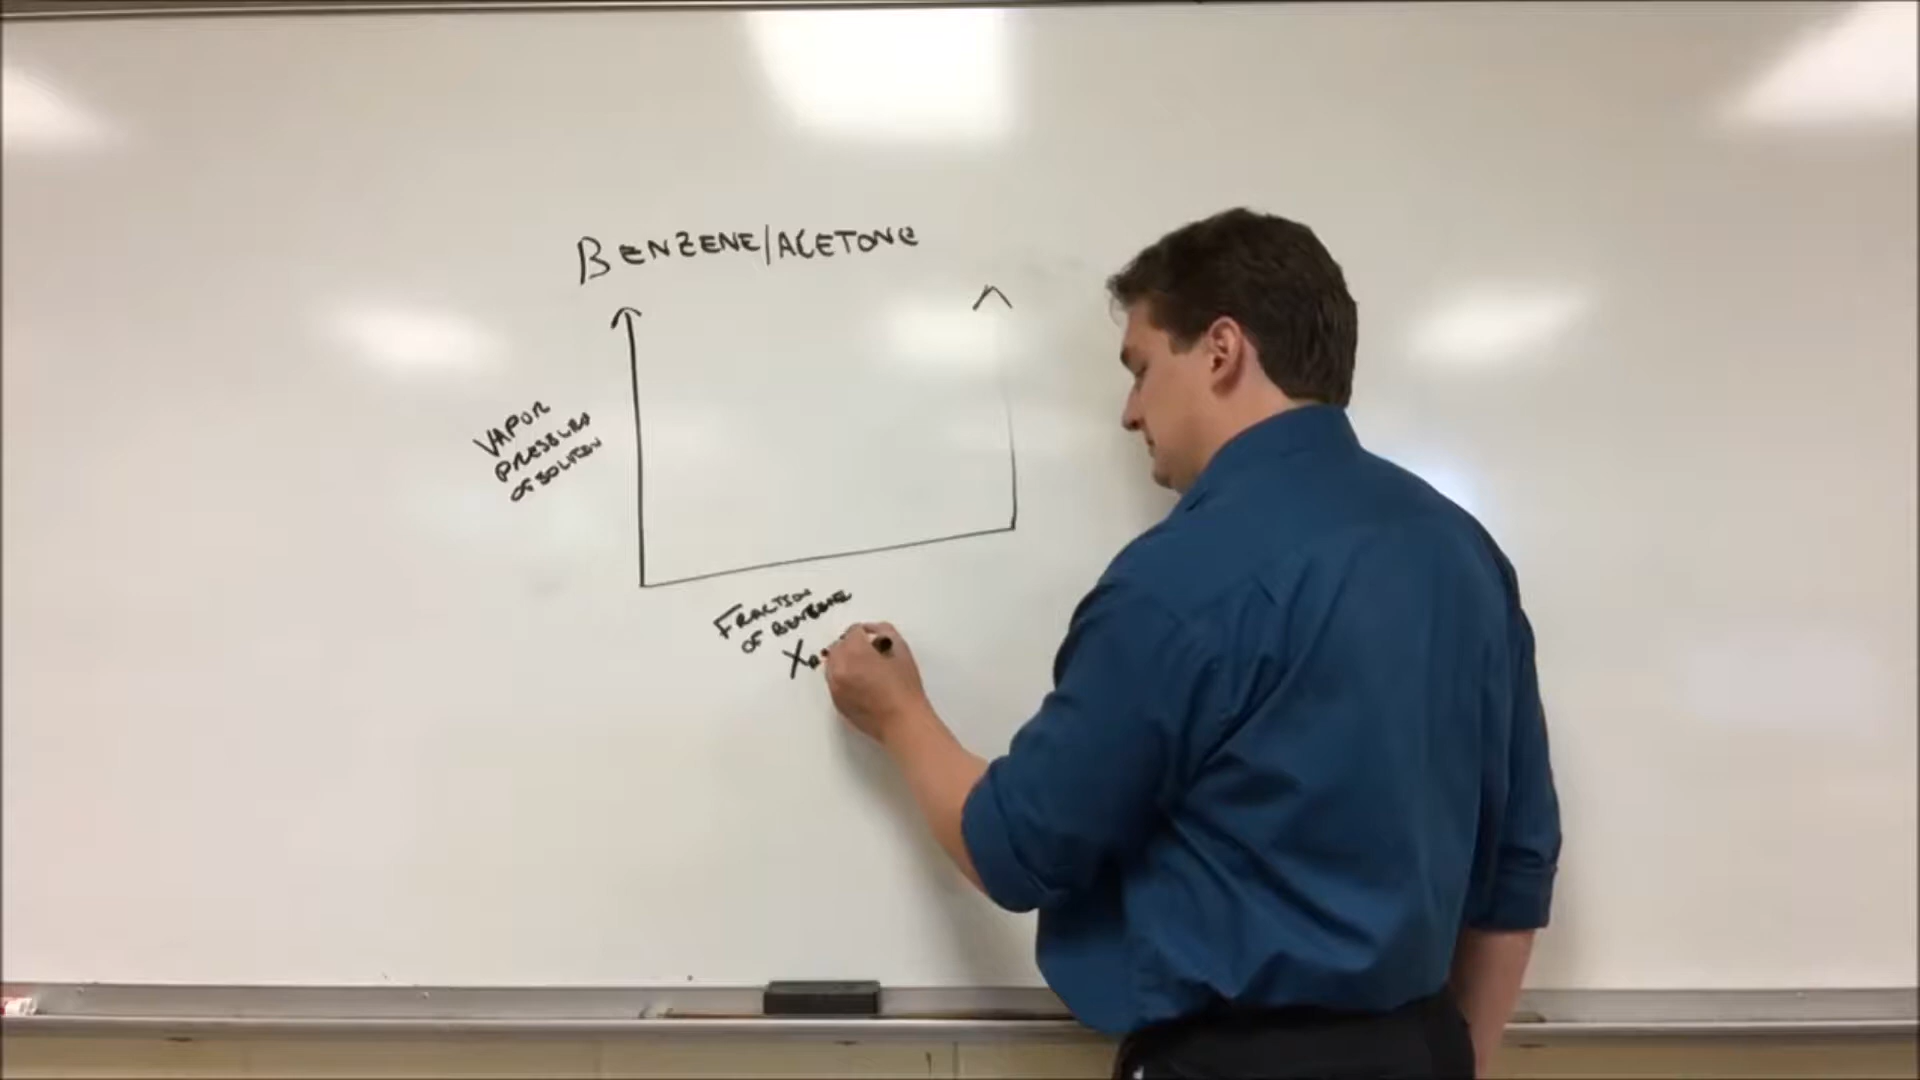 BENZENE/ACETONE
VAPOR
PRESSURE
OF SOLUTION
FRACTION
OF BENZENE
X